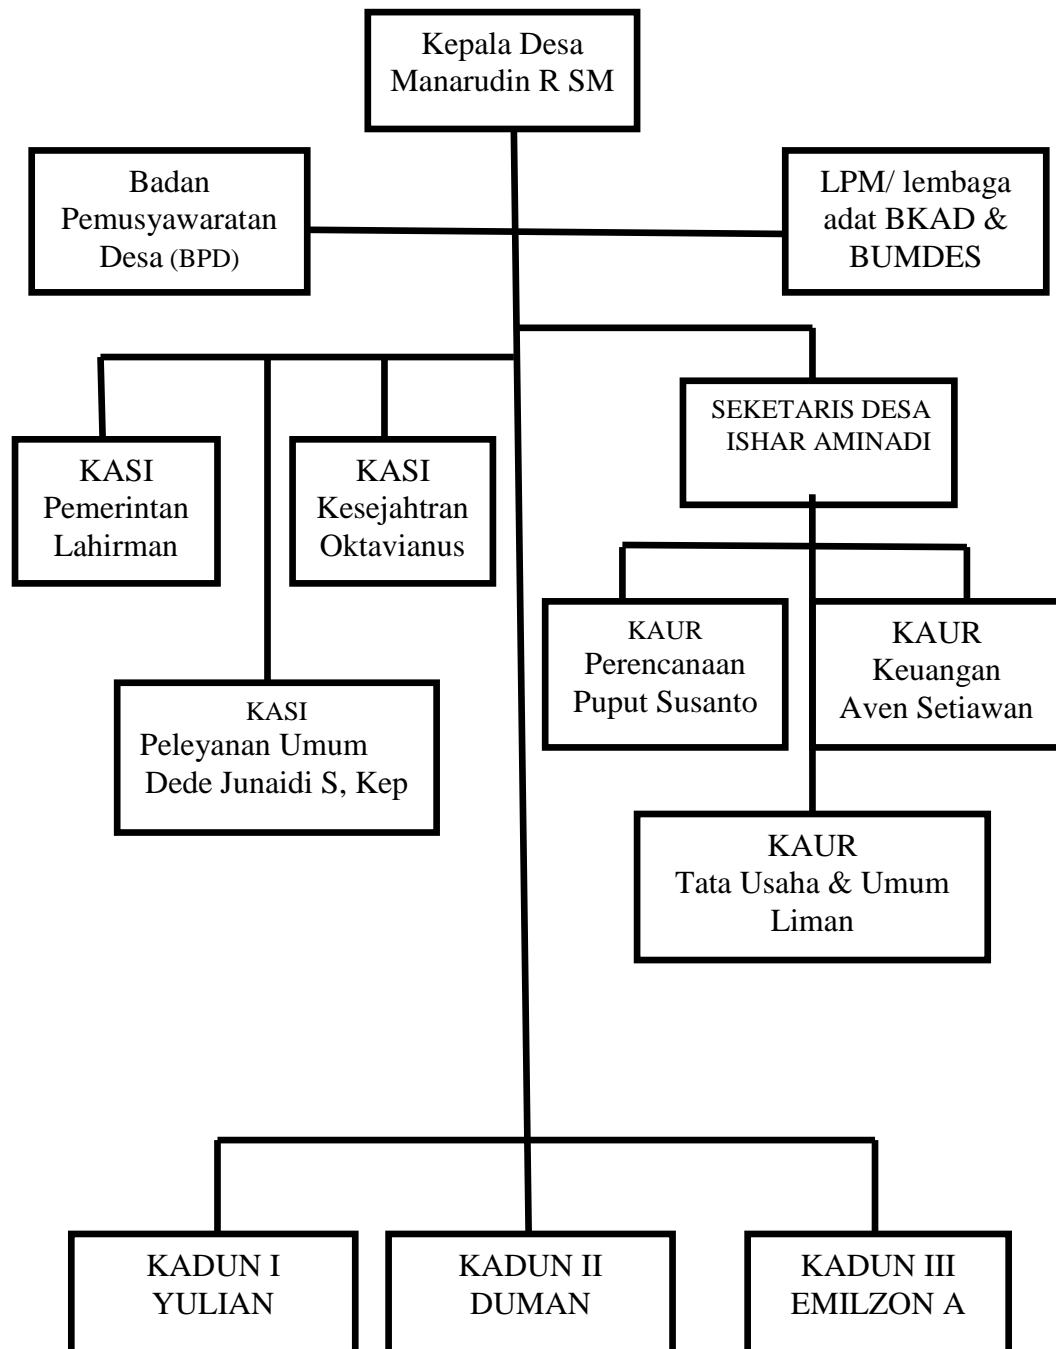 Kepala Desa
Manarudin R SM
Badan
Pemusyawaratan
Desa (BPD)
LPM/ lembaga
adat BKAD &
BUMDES
SEKETARIS DESA
ISHAR AMINADI
KASI
Pemerintan
Lahirman
KASI
Kesejahtran
Oktavianus
KASI
Peleyanan Umum
Dede Junaidi S, Kep
KAUR
Perencanaan
Puput Susanto
KAUR
Keuangan
Aven Setiawan
KAUR
Tata Usaha & Umum
Liman
KADUN I
YULIAN
KADUN II
DUMAN
KADUN III
EMILZON A